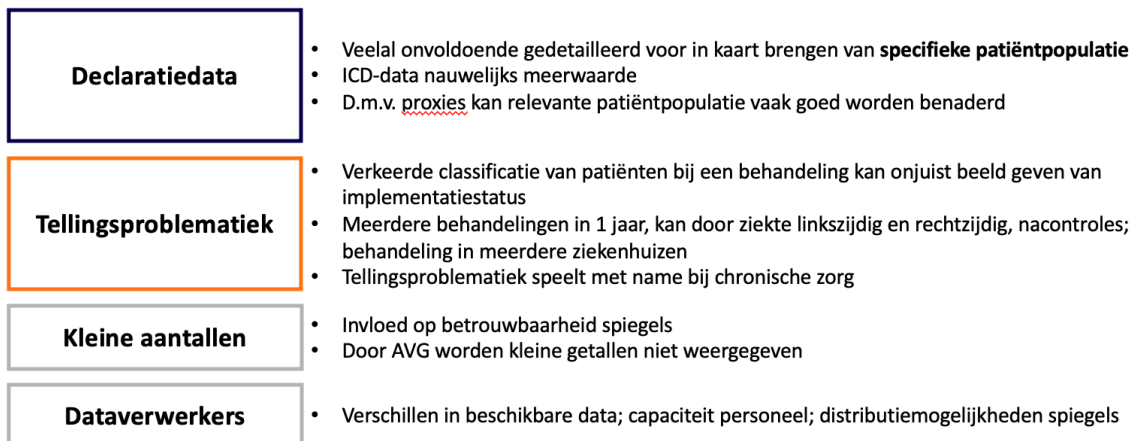 Declaratiedata
• Veelal onvoldoende gedetailleerd voor in kaart brengen van specifieke patiëntpopulatie
• ICD-data nauwelijks meerwaarde
• D.m.v. proxies kan relevante patiëntpopulatie vaak goed worden benaderd
Tellingsproblematiek
• Verkeerde classificatie van patiënten bij een behandeling kan onjuist beeld geven van
implementatiestatus
• Meerdere behandelingen in 1 jaar, kan door ziekte linkszijdig en rechtzijdig, nacontroles;
behandeling in meerdere ziekenhuizen
• Tellingsproblematiek speelt met name bij chronische zorg
Kleine aantallen
• Invloed op betrouwbaarheid spiegels
• Door AVG worden kleine getallen niet weergegeven
Dataverwerkers
• Verschillen in beschikbare data; capaciteit personeel; distributiemogelijkheden spiegels